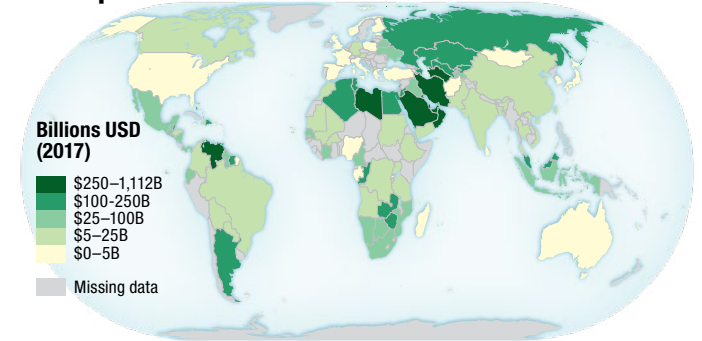 Billions USD
(2017)
$250–1,112B
$100-250B
$25–100B
$5–25B
$0–5B
Missing data